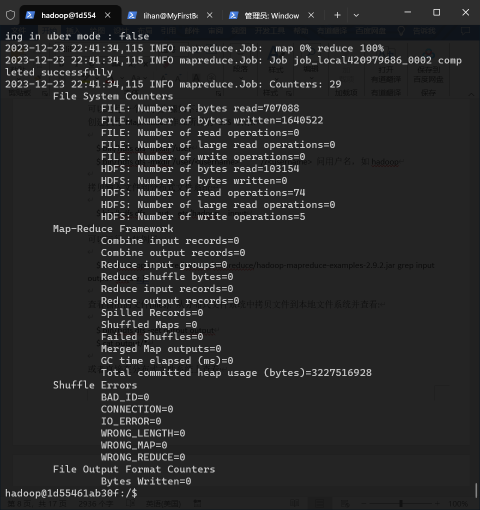 hadoop@1d554
lihan@MyFirstBe
管理员: Window
ing in uber mode : false
2023-12-23 22:41:34,115 INFO mapreduce.Job:  map 0% reduce 100%
2023-12-23 22:41:34,115 INFO mapreduce.Job: Job job_local420979686_0002 comp
leted successfully
2023-12-23 22:41:34,115 INFO mapreduce.Job: Counters: 29
File System Counters
FILE: Number of bytes read=707088
FILE: Number of bytes written=1640522
FILE: Number of read operations=0
FILE: Number of large read operations=0
FILE: Number of write operations=0
HDFS: Number of bytes read=103154
HDFS: Number of bytes written=0
HDFS: Number of read operations=74
HDFS: Number of large read operations=0
HDFS: Number of write operations=5
Map-Reduce Framework
Combine input records=0
Combine output records=0
Reduce input groups=0
Reduce shuffle bytes=0
Reduce input records=0
Reduce output records=0
Spilled Records=0
Shuffled Maps =0
Failed Shuffles=0
Merged Map outputs=0
GC time elapsed (ms)=0
Total committed heap usage (bytes)=3227516928
Shuffle Errors
BAD_ID=0
CONNECTION=0
IO_ERROR=0
WRONG_LENGTH=0
WRONG_MAP=0
WRONG_REDUCE=0
File Output Format Counters
Bytes Written=0
hadoop@1d55461ab30f:/$